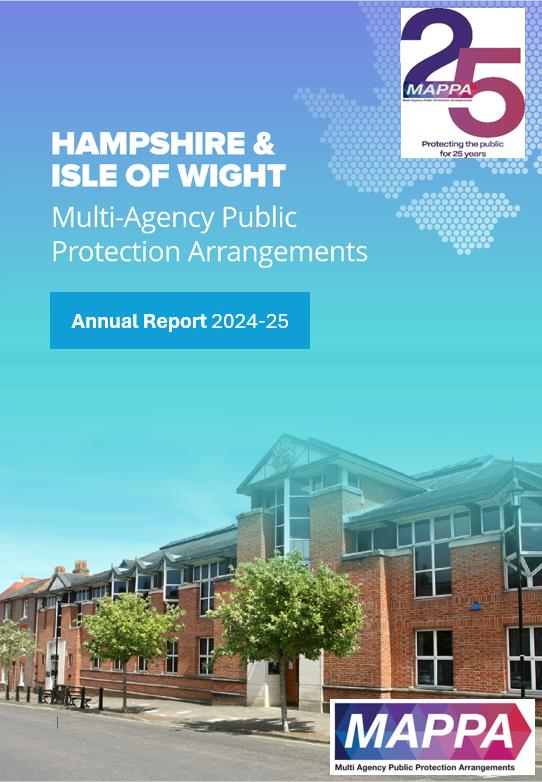 25
MAPPA
Multi Agency Public Protection Arrangements
Protecting the public
for 25 years
HAMPSHIRE &
ISLE OF WIGHT
Multi-Agency Public
Protection Arrangements
Annual Report 2024-25
MAPPA
Multi Agency Public Protection Arrangements